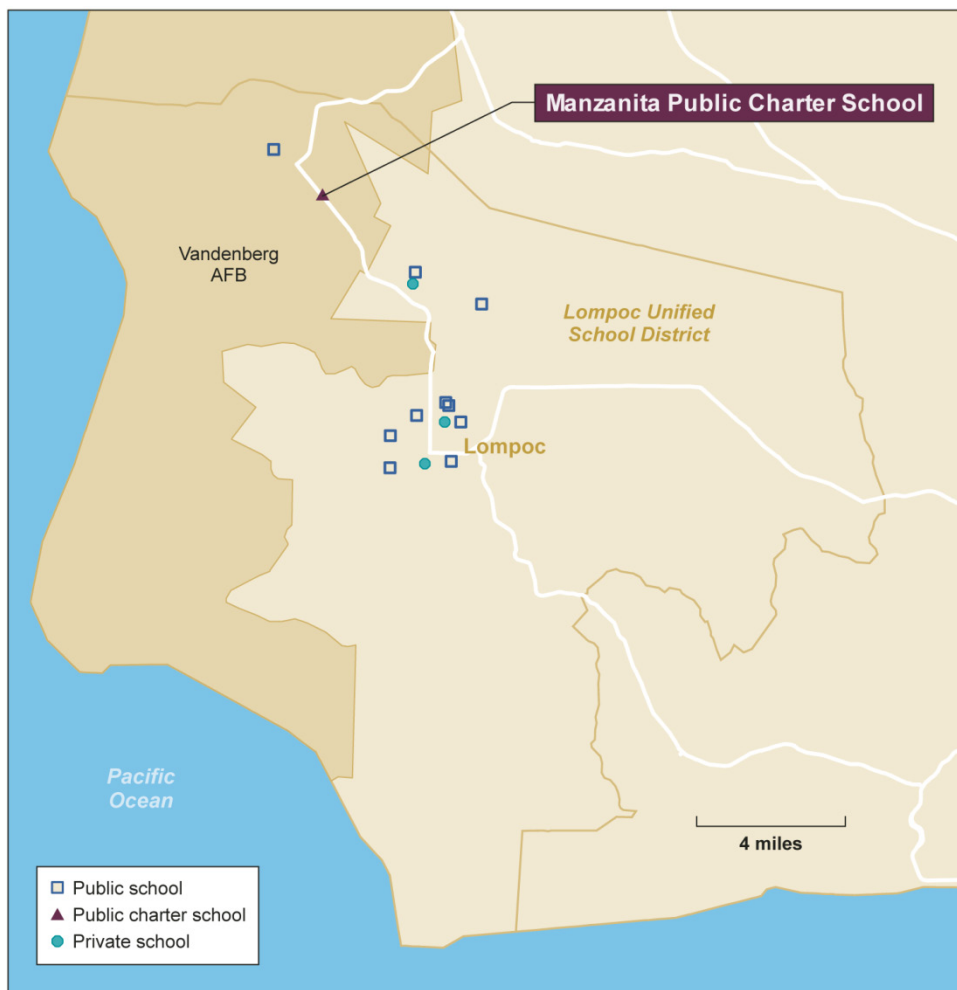 Manzanita Public Charter School
Vandenberg
AFB
Lompoc Unified
School District
Lompoc
Pacific
Ocean
4 miles
Public school
Public charter school
Private school